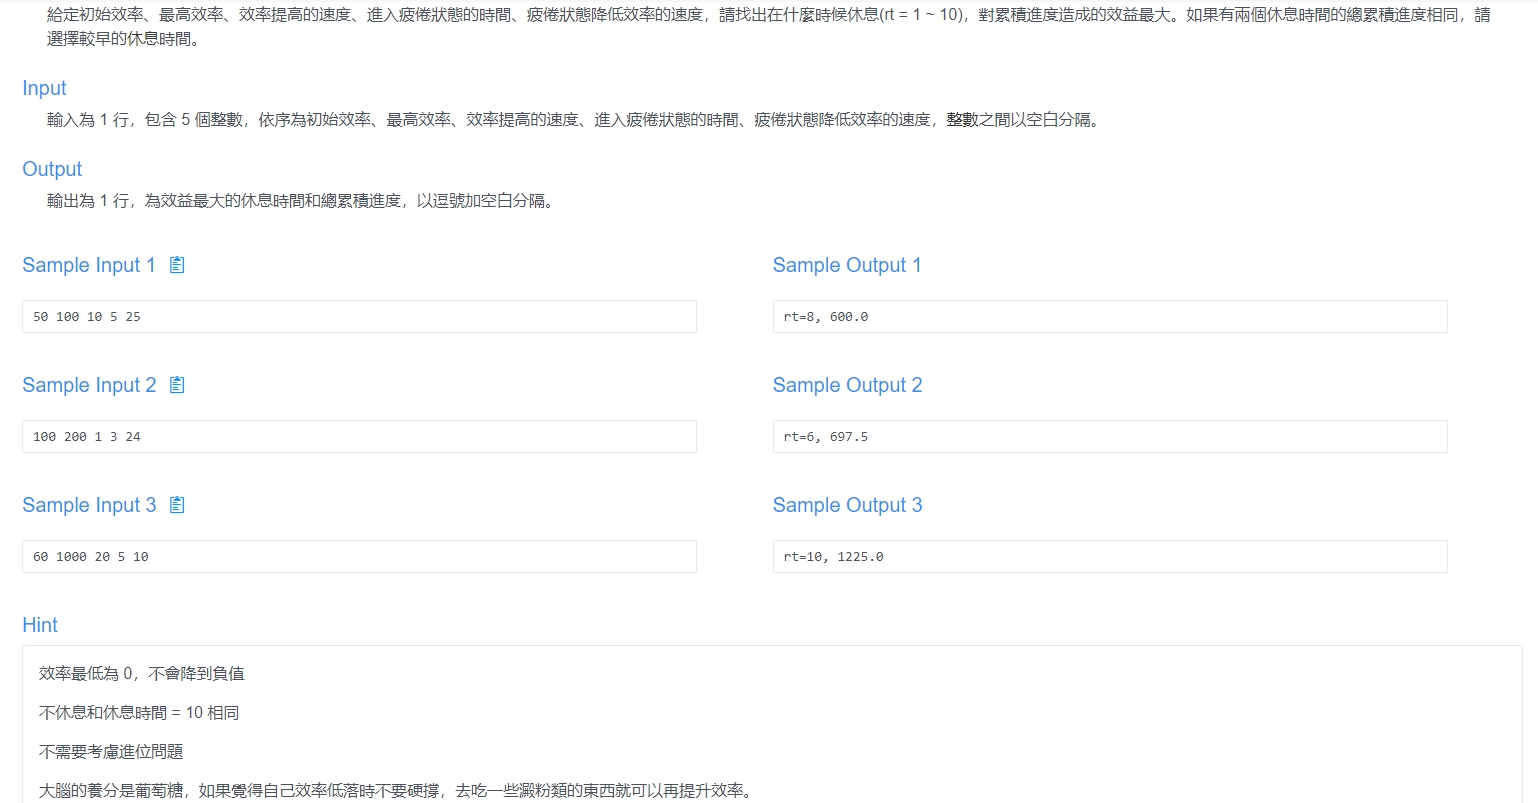 給定初始效率、最高效率、效率提高的速度、進入疲倦狀態的時間、疲倦狀態降低效率的速度，請找出在什麼時候休息(rt = 1 ~ 10)，對累積進度造成的效益最大。如果有兩個休息時間的總累積進度相同，請
選擇較早的休息時間。
Input
輸入為 1 行，包含 5 個整數，依序為初始效率、最高效率、效率提高的速度、進入疲倦狀態的時間、疲倦狀態降低效率的速度，整數之間以空白分隔。
Output
輸出為 1 行，為效益最大的休息時間和總累積進度，以逗號加空白分隔。
Sample Input 1
Sample Output 1
50 100 10 5 25
rt=8, 600.0
Sample Input 2
Sample Output 2
100 200 1 3 24
rt=6, 697.5
Sample Input 3
Sample Output 3
60 1000 20 5 10
rt=10, 1225.0
Hint
效率最低為 0，不會降到負值
不休息和休息時間 = 10 相同
不需要考慮進位問題
大腦的養分是葡萄糖，如果覺得自己效率低落時不要硬撐，去吃一些澱粉類的東西就可以再提升效率。